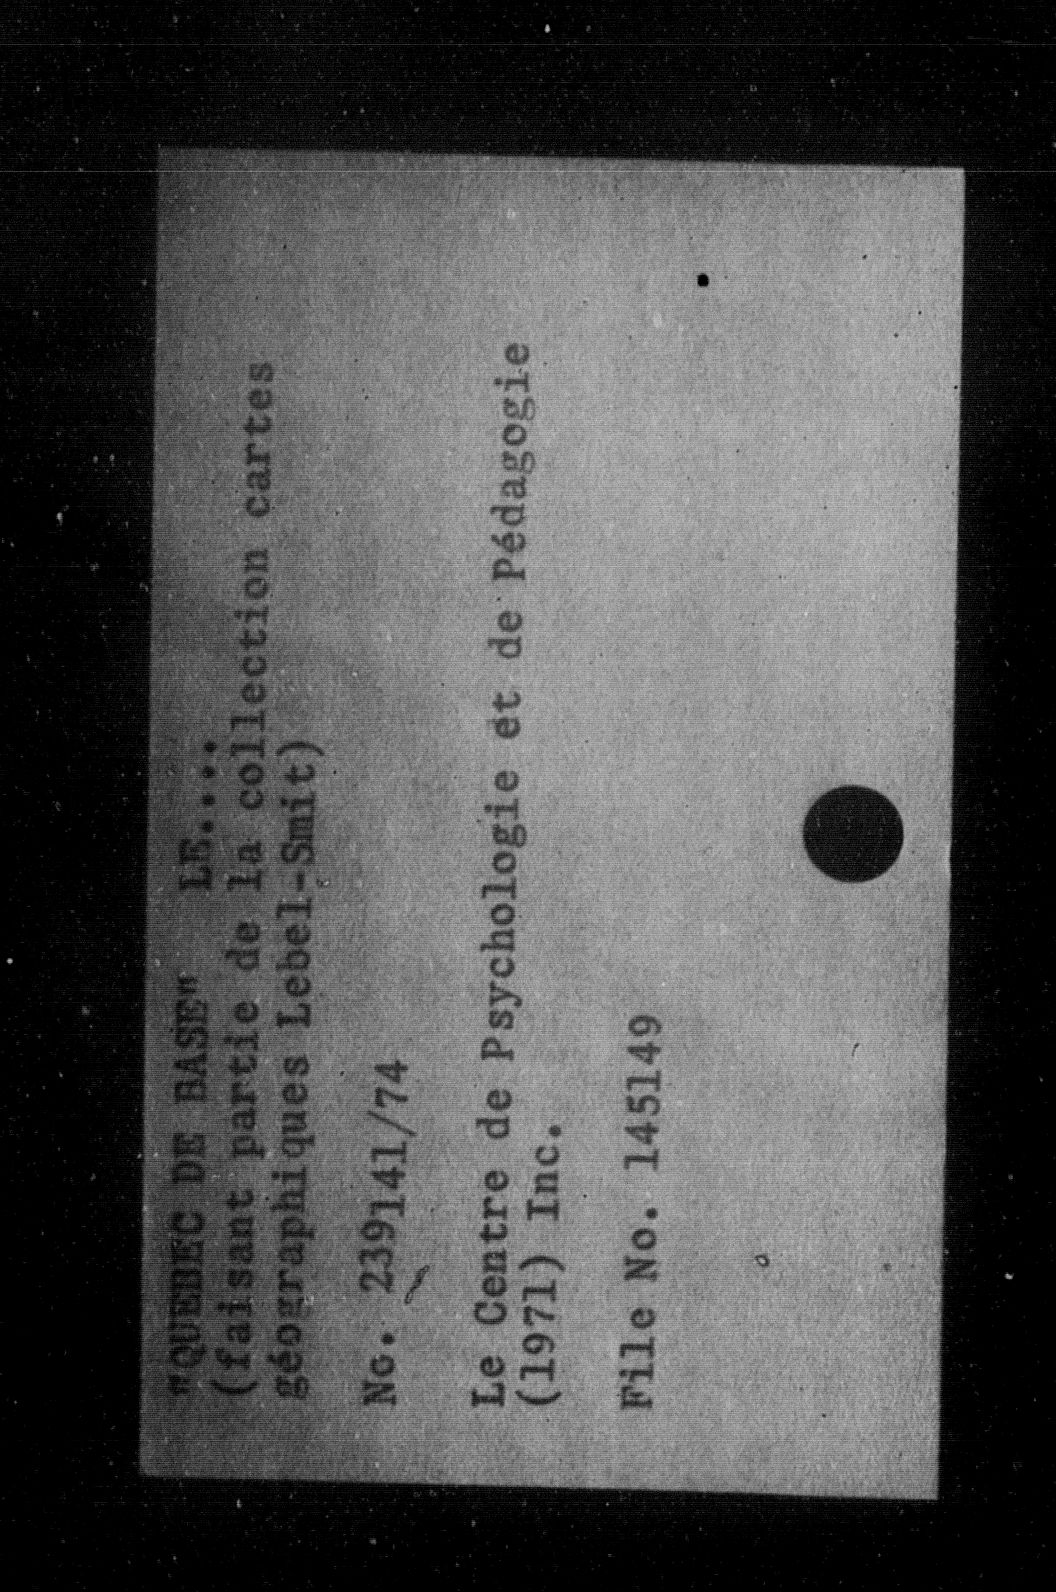 "QUEBEC DE BASE" LE....
(faisant partie de la collection cartes
géographiques Lebel-Smit)
No. 239141/74
Le Centre de Psychologie et de Pédagogie
(1971) Inc.
File No. 145149